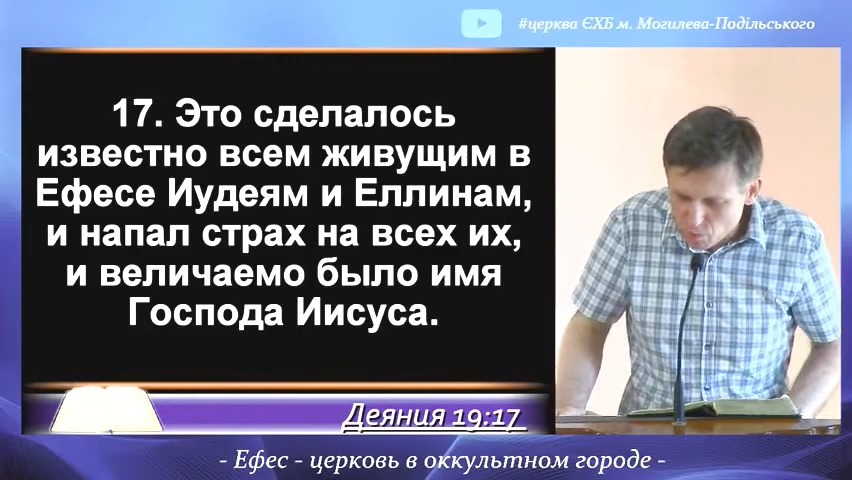 #церква ЄХБ м. Могилева-Подільського
17. Это сделалось
известно всем живущим в
Ефесе Иудеям и Еллинам,
и напал страх на всех их,
и величаемо было имя
Господа Иисуса.
Деяния 19:17
- Ефес - церковь в оккультном городе -